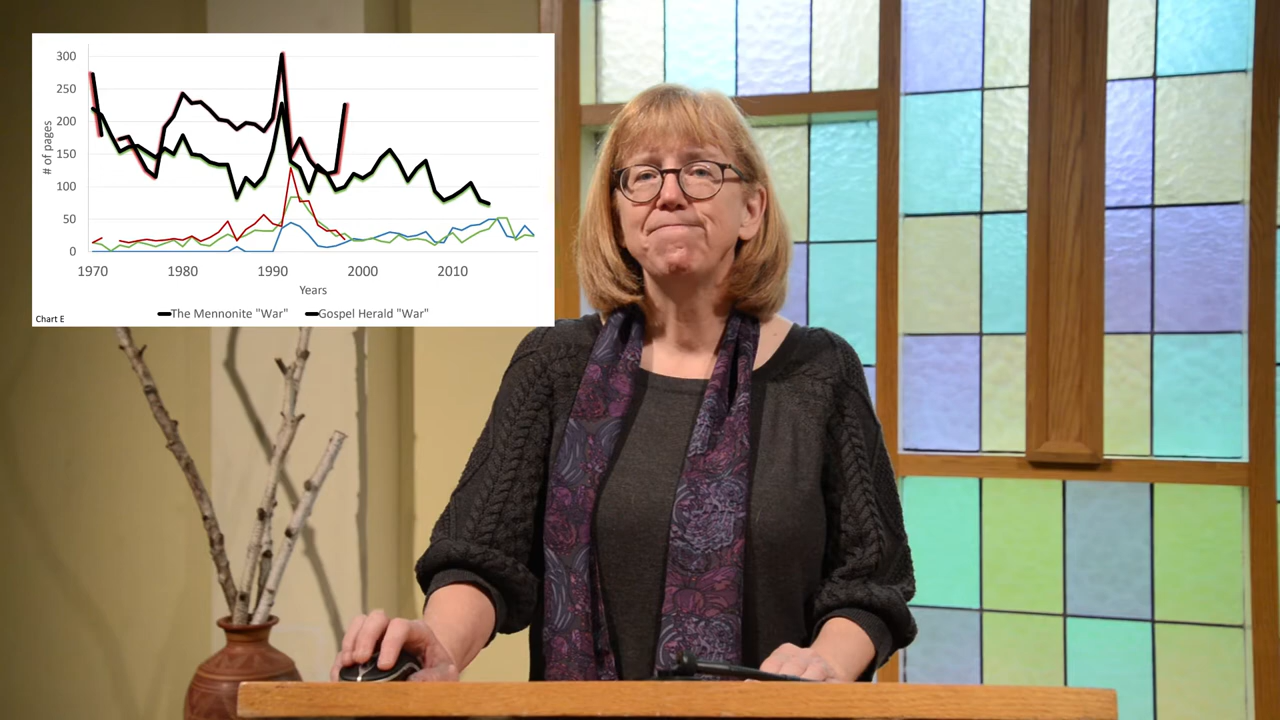 300
250
200
150
100
50
0
# of pages
1970 1980 1990 2000 2010
Years
The Mennonite "War" Gospel Herald "War"
Chart E